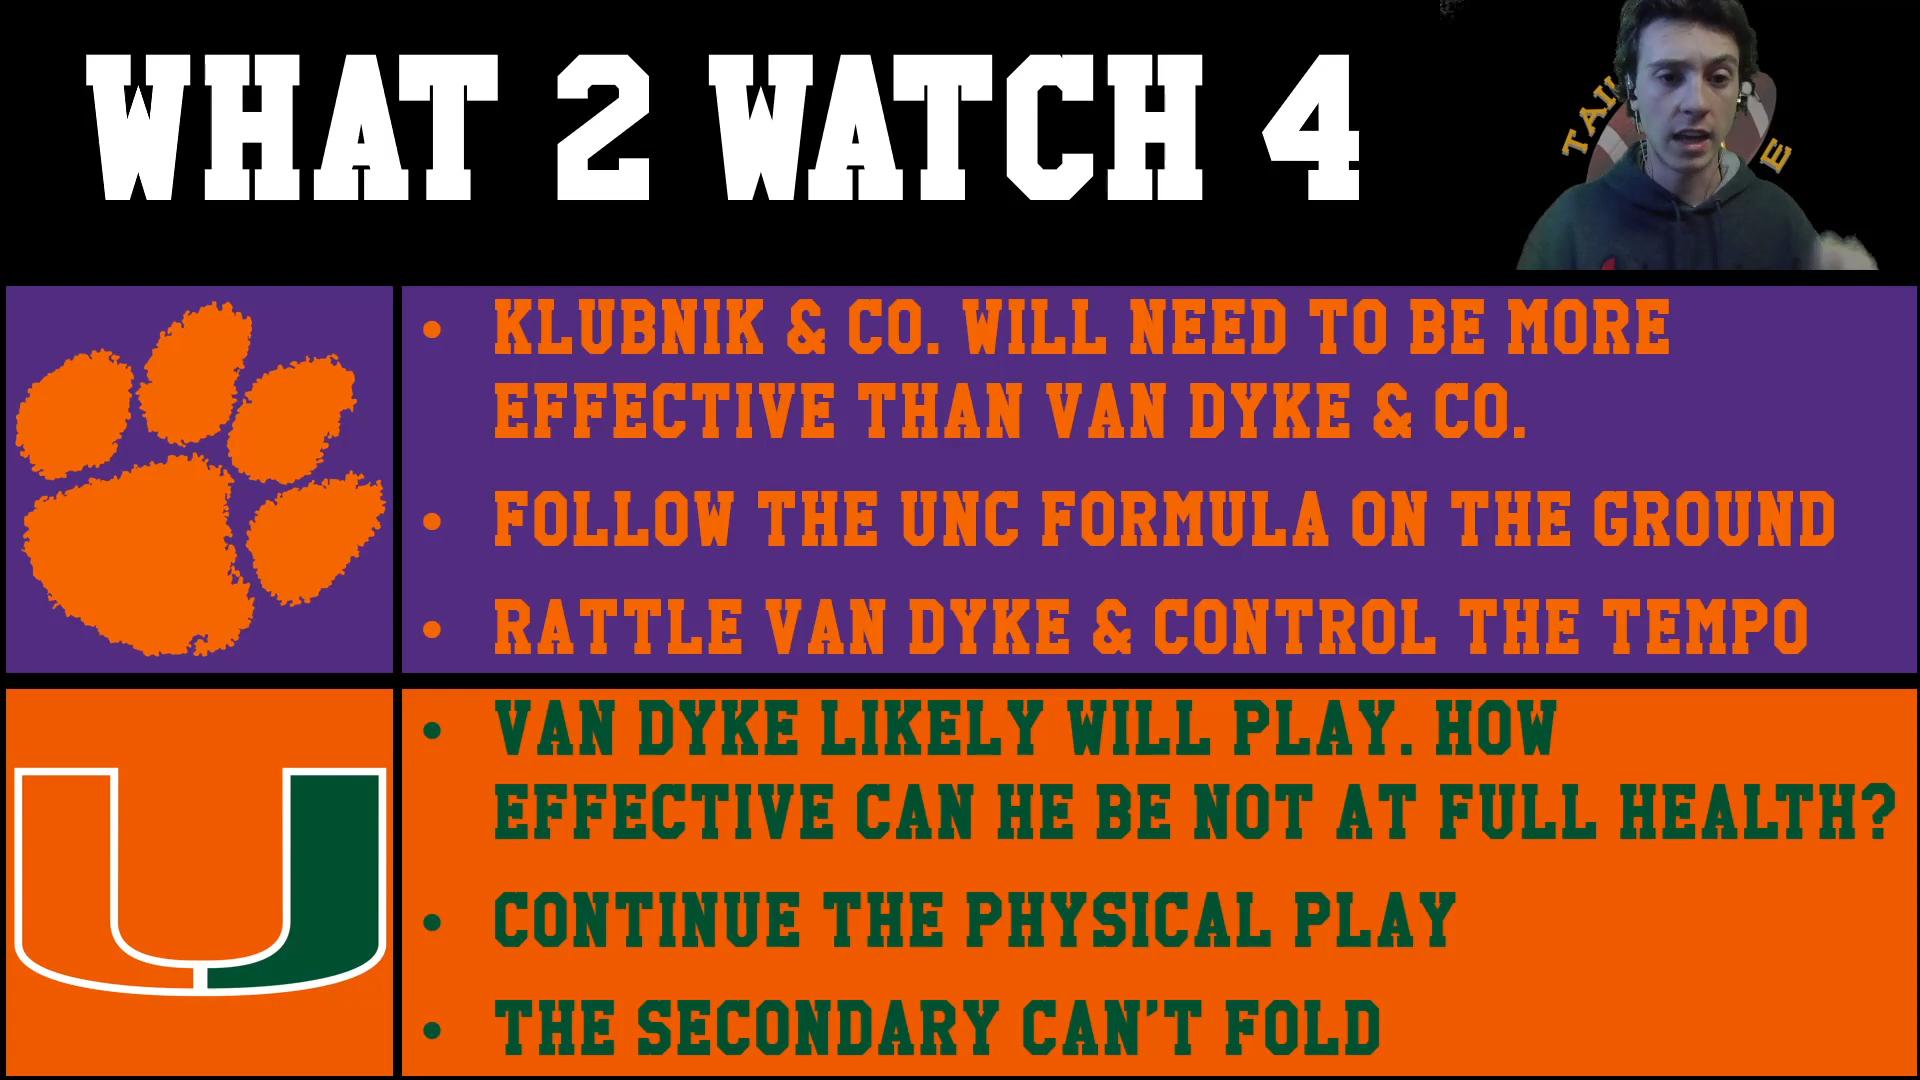 WHAT 2 WATCH 4
TAI
E
• KLUBNIK & CO. WILL NEED TO BE MORE
EFFECTIVE THAN VAN DYKE & CO.
• FOLLOW THE UNC FORMULA ON THE GROUND
• RATTLE VAN DYKE & CONTROL THE TEMPO
• VAN DYKE LIKELY WILL PLAY. HOW
EFFECTIVE CAN HE BE NOT AT FULL HEALTH?
• CONTINUE THE PHYSICAL PLAY
• THE SECONDARY CAN'T FOLD